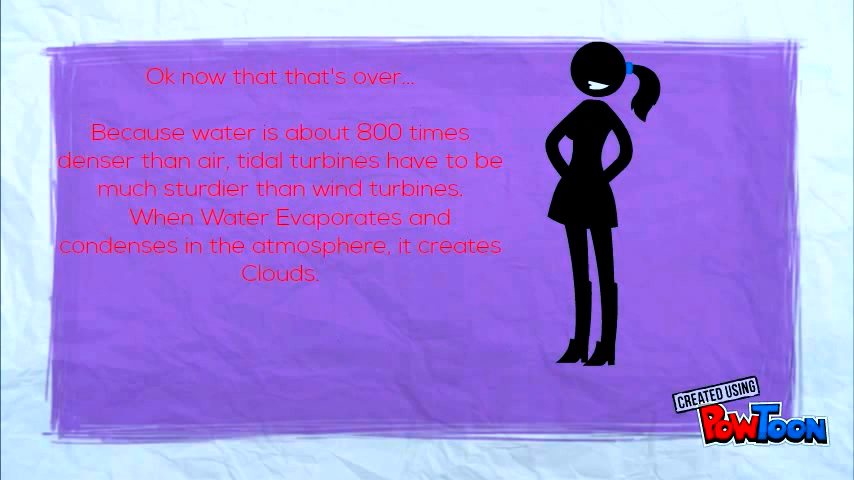 Ok now that that's over...
Because water is about 800 times
denser than air, tidal turbines have to be
much sturdier than wind turbines.
When Water Evaporates and
condenses in the atmosphere, it creates
Clouds.
CREATED USING
POWTOON